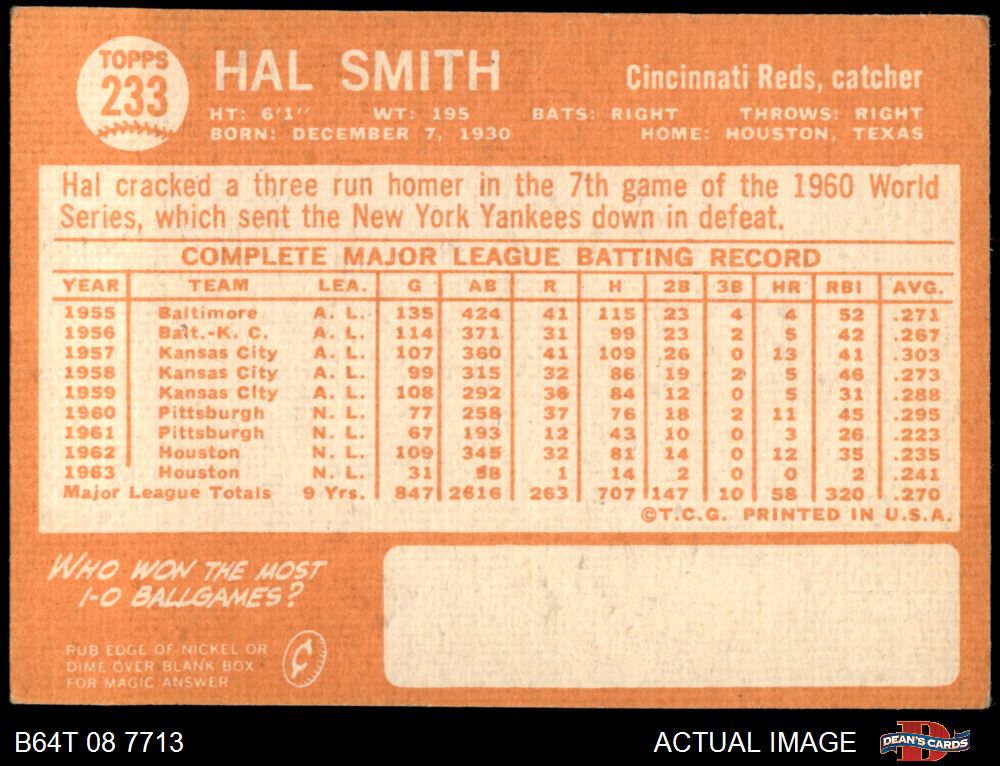 TOPPS
233
HAL SMITH
Cincinnati Reds, catcher
HT: 6'1" WT: 195 BATS: RIGHT THROWS: RIGHT
BORN: DECEMBER 7, 1930 HOME: HOUSTON, TEXAS
Hal cracked a three run homer in the 7th game of the 1960 World
Series, which sent the New York Yankees down in defeat.
COMPLETE MAJOR LEAGUE BATTING RECORD
YEAR TEAM LEA. G AB R H 2B 3B HR RBI AVG.
1955 Baltimore A. L. 135 424 41 115 23 4 4 52 .271
1956 Balt.-K. C. A. L. 114 371 31 99 23 2 5 42 .267
1957 Kansas City A. L. 107 360 41 109 26 0 13 41 .303
1958 Kansas City A. L. 99 315 32 86 19 2 5 46 .273
1959 Kansas City A. L. 108 292 36 84 12 0 5 31 .288
1960 Pittsburgh N. L. 77 258 37 76 18 2 11 45 .295
1961 Pittsburgh N. L. 67 193 12 43 10 0 3 26 .223
1962 Houston N. L. 109 345 32 81 14 0 12 35 .235
1963 Houston N. L. 31 58 1 14 2 0 0 2 .241
Major League Totals 9 Yrs. 847 2616 263 707 147 10 58 320 .270
©T.C.G. PRINTED IN U.S.A.
WHO WON THE MOST
1-0 BALLGAMES?
RUB EDGE OF NICKEL OR
DIME OVER BLANK BOX
FOR MAGIC ANSWER
¢
B64T 08 7713
ACTUAL IMAGE
DEAN'S CARDS